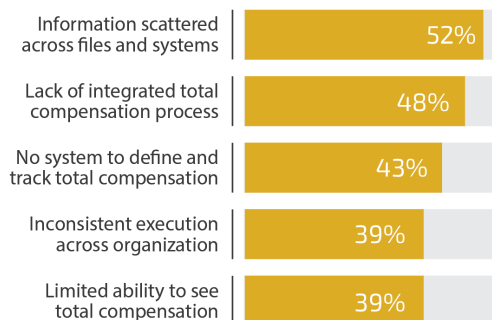 Information scattered
across files and systems
52%
Lack of integrated total
compensation process
48%
No system to define and
track total compensation
43%
Inconsistent execution
across organization
39%
Limited ability to see
total compensation
39%